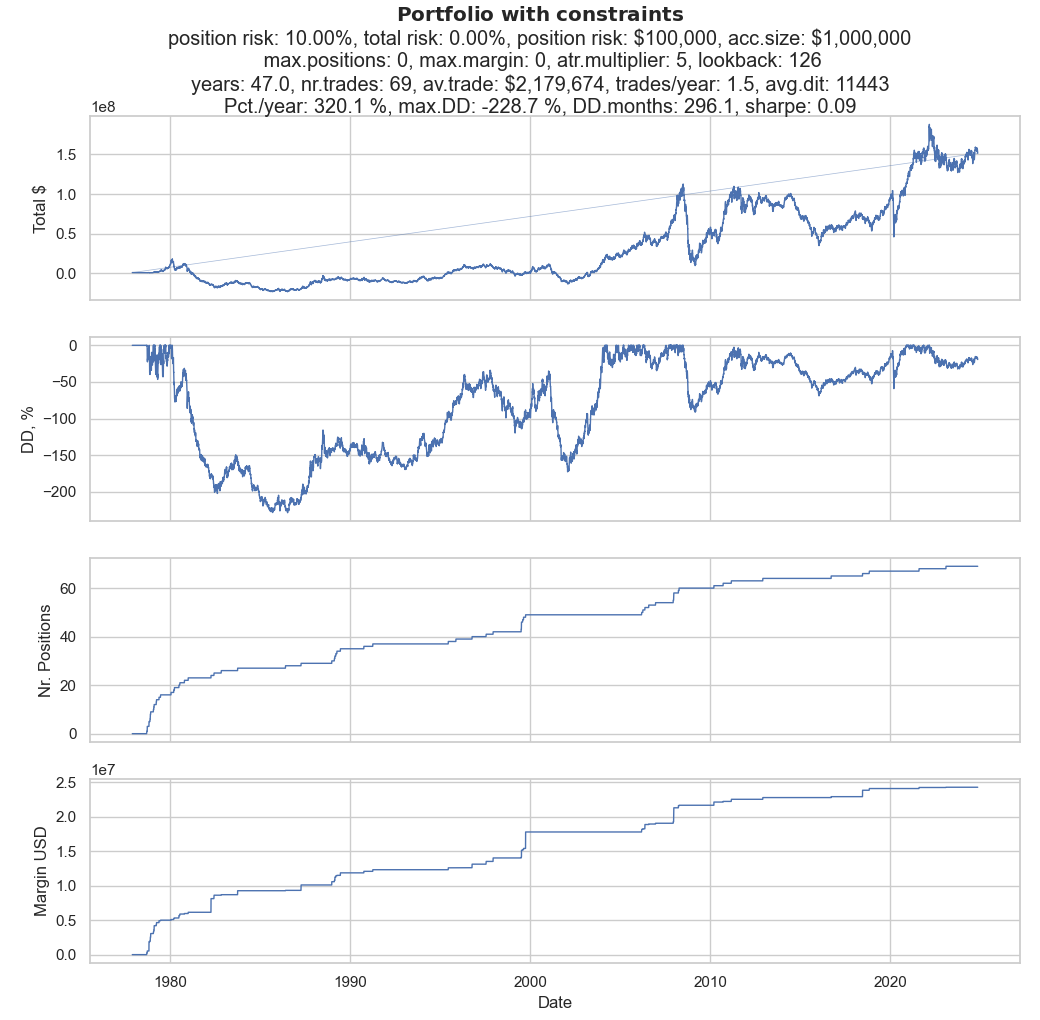 Portfolio with constraints
position risk: 10.00%, total risk: 0.00%, position risk: $100,000, acc.size: $1,000,000
max.positions: 0, max.margin: 0, atr.multiplier: 5, lookback: 126
years: 47.0, nr.trades: 69, av.trade: $2,179,674, trades/year: 1.5, avg.dit: 11443
Pct./year: 320.1 %, max.DD: -228.7 %, DD.months: 296.1, sharpe: 0.09
1e8
1.5
1.0
0.5
0.0
Total $
0
−50
−100
−150
−200
DD, %
60
40
20
0
Nr. Positions
1e7
2.5
2.0
1.5
1.0
0.5
0.0
Margin USD
1980 1990 2000 2010 2020
Date